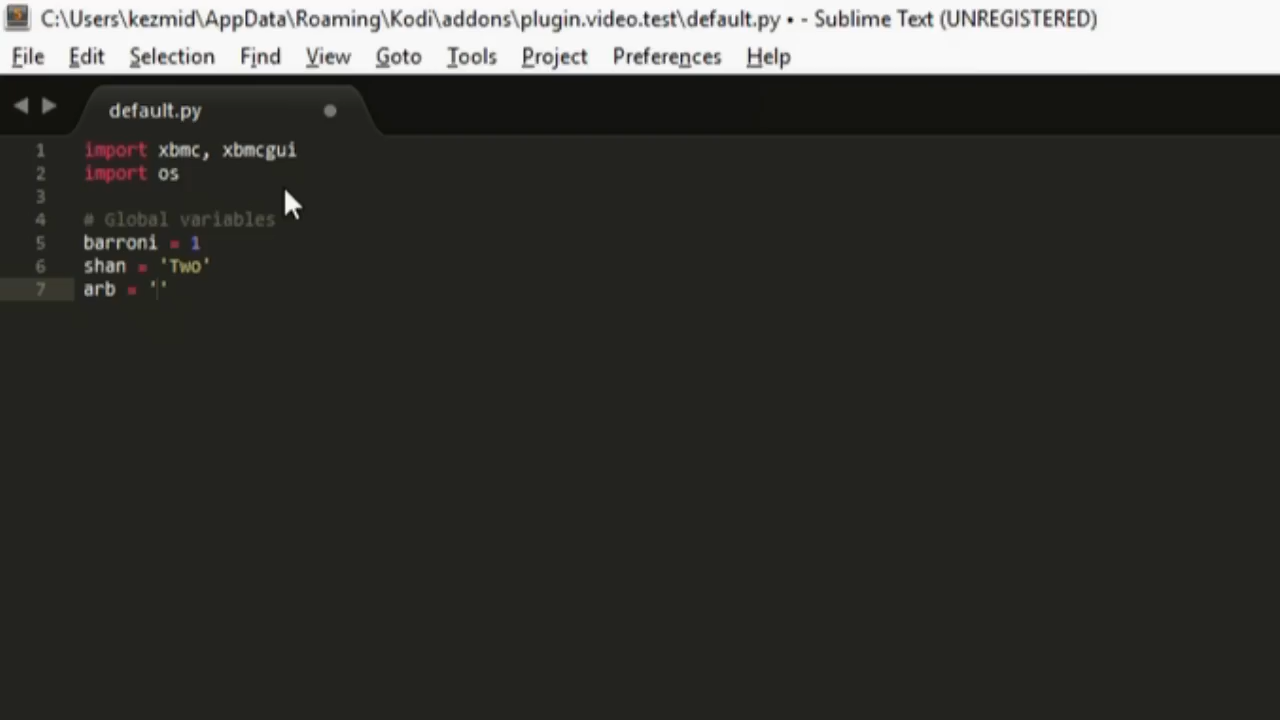 C:\Users\kezmid\AppData\Roaming\Kodi\addons\plugin.video.test\default.py • - Sublime Text (UNREGISTERED)
File Edit Selection Find View Goto Tools Project Preferences Help
default.py
1 import xbmc, xbmcgui
2 import os
3
4 # Global variables
5 barroni = 1
6 shan = 'Two'
7 arb = ''